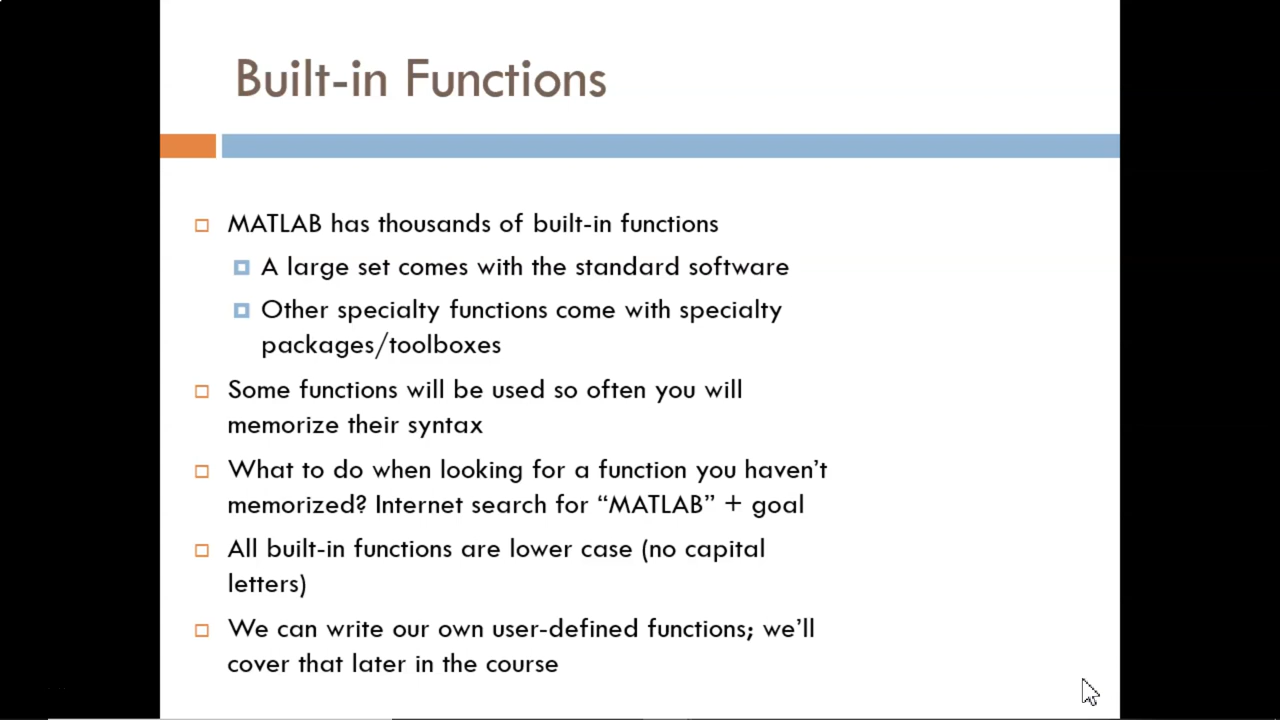 Built-in Functions
MATLAB has thousands of built-in functions
A large set comes with the standard software
Other specialty functions come with specialty
packages/toolboxes
Some functions will be used so often you will
memorize their syntax
What to do when looking for a function you haven’t
memorized? Internet search for “MATLAB” + goal
All built-in functions are lower case (no capital
letters)
We can write our own user-defined functions; we’ll
cover that later in the course